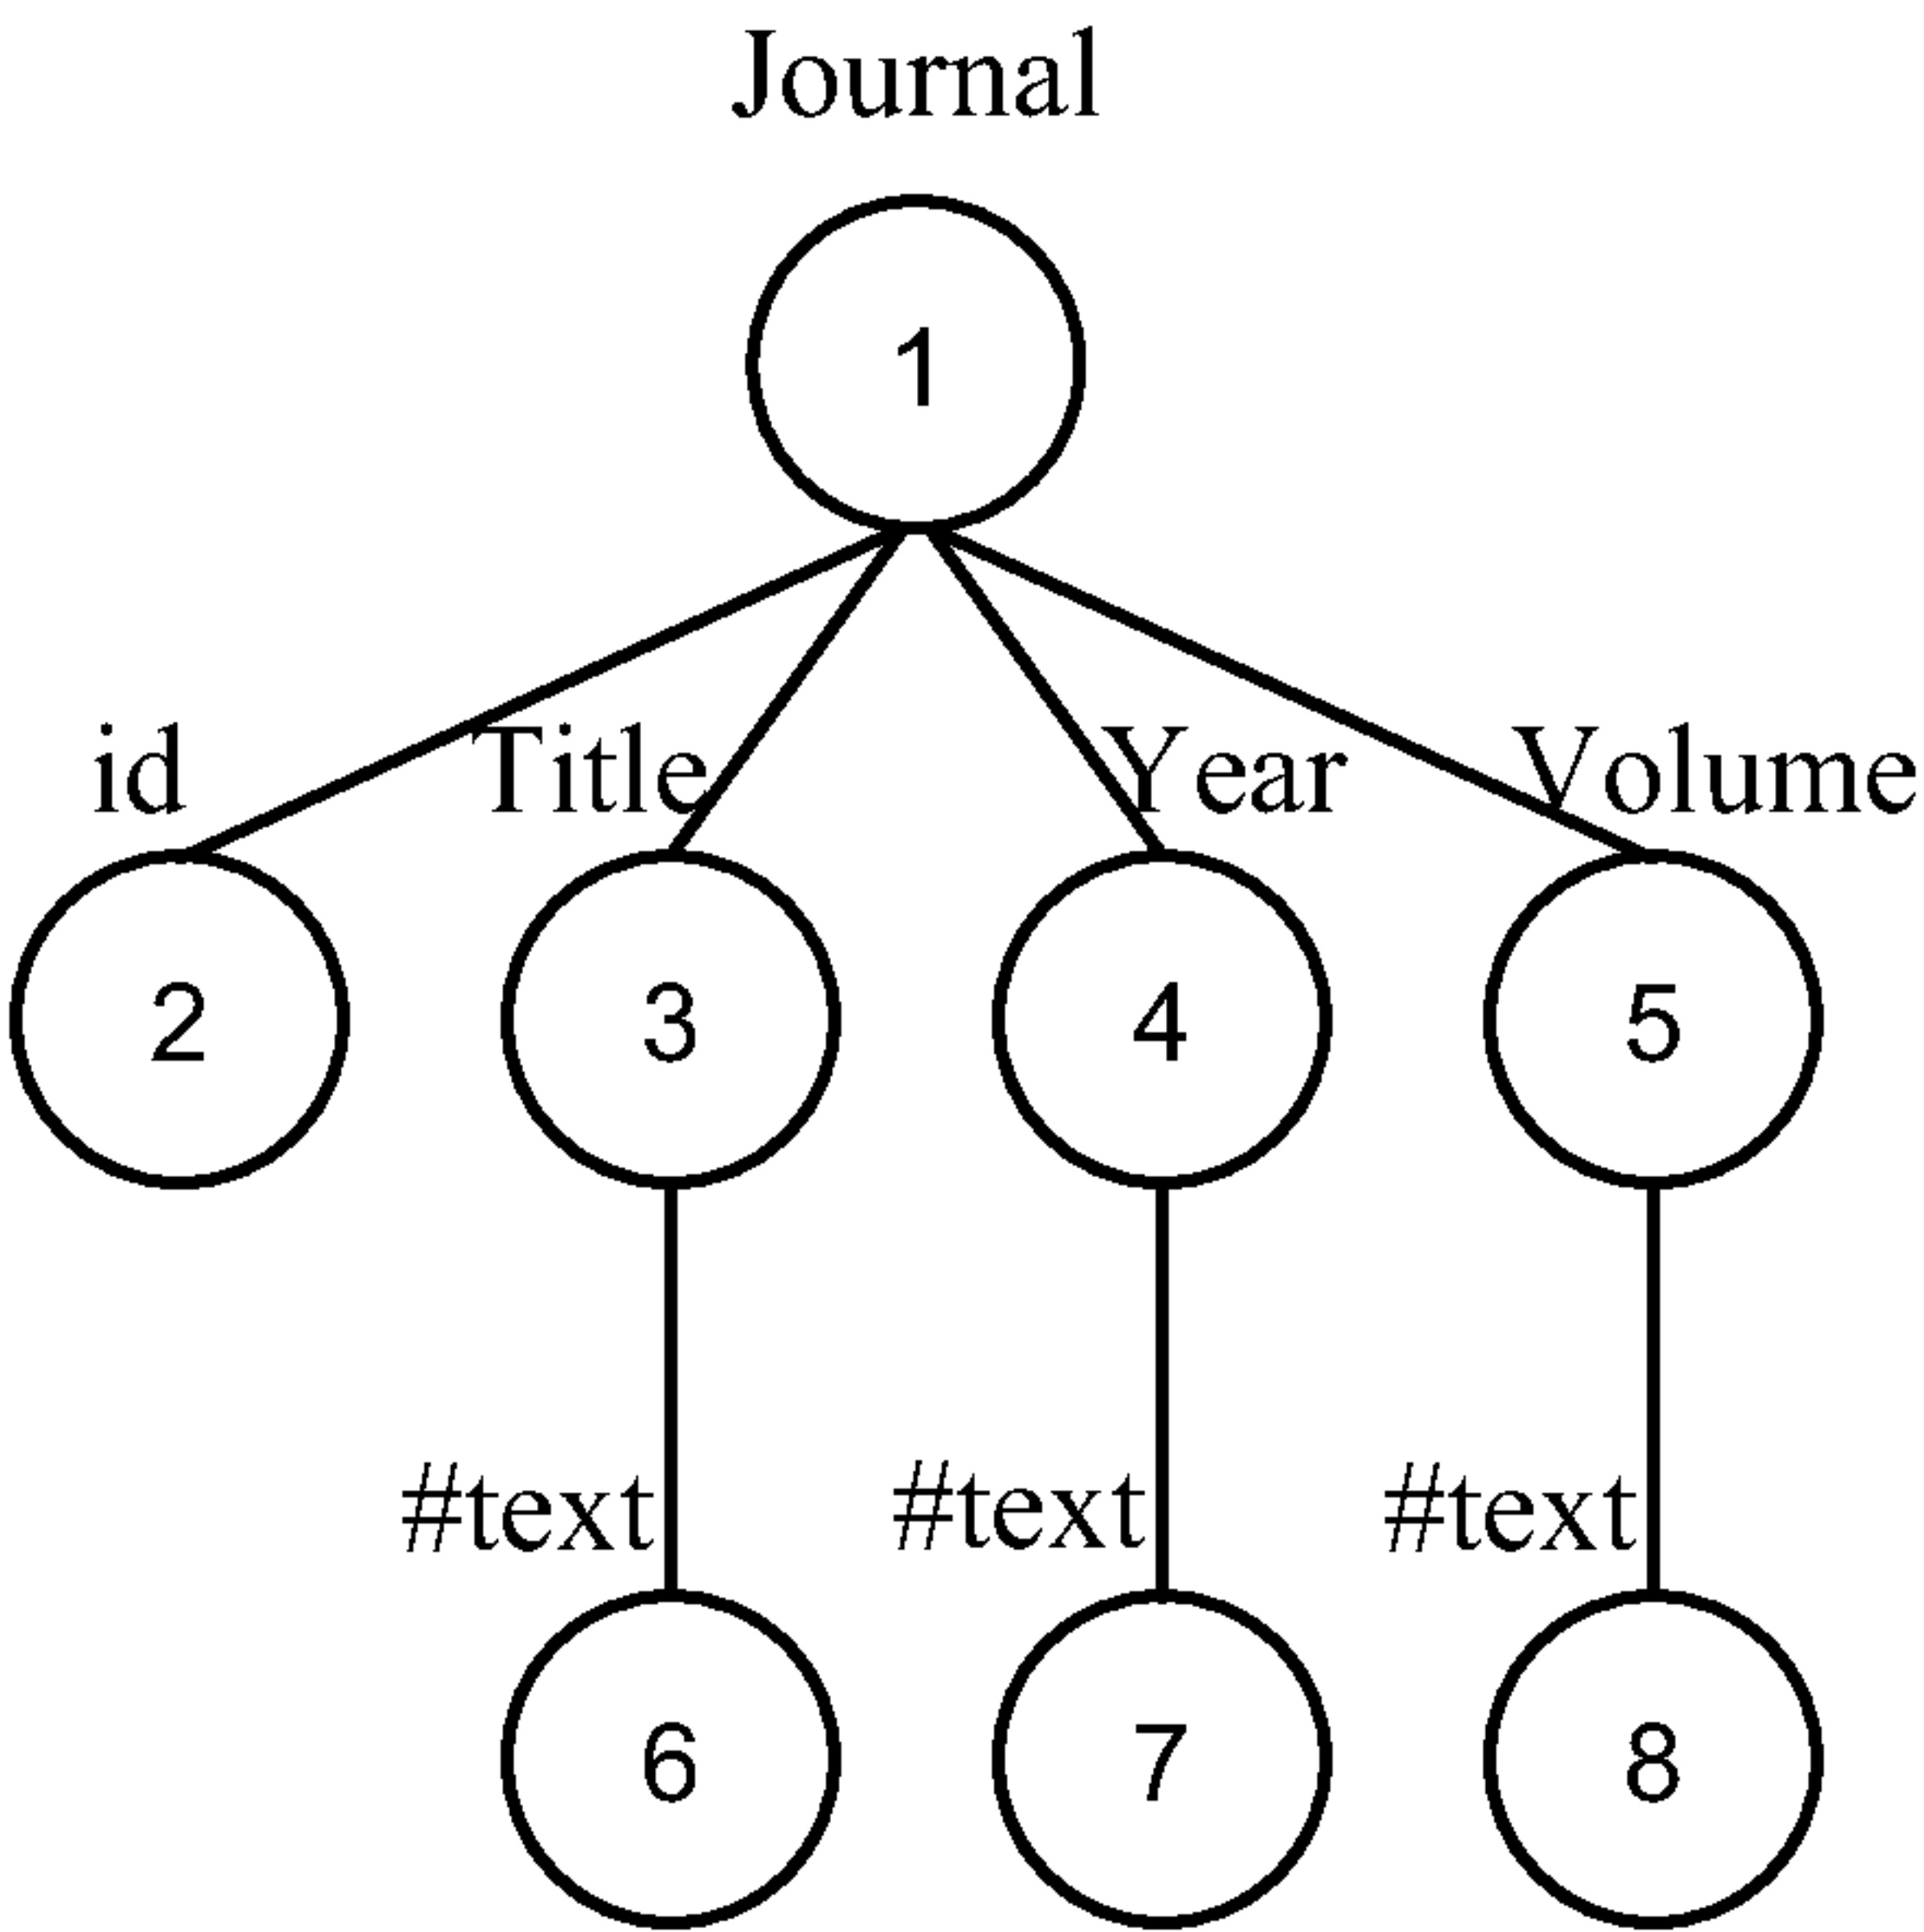 Journal
1
id Title Year Volume
2 3 4 5
#text #text #text
6 7 8